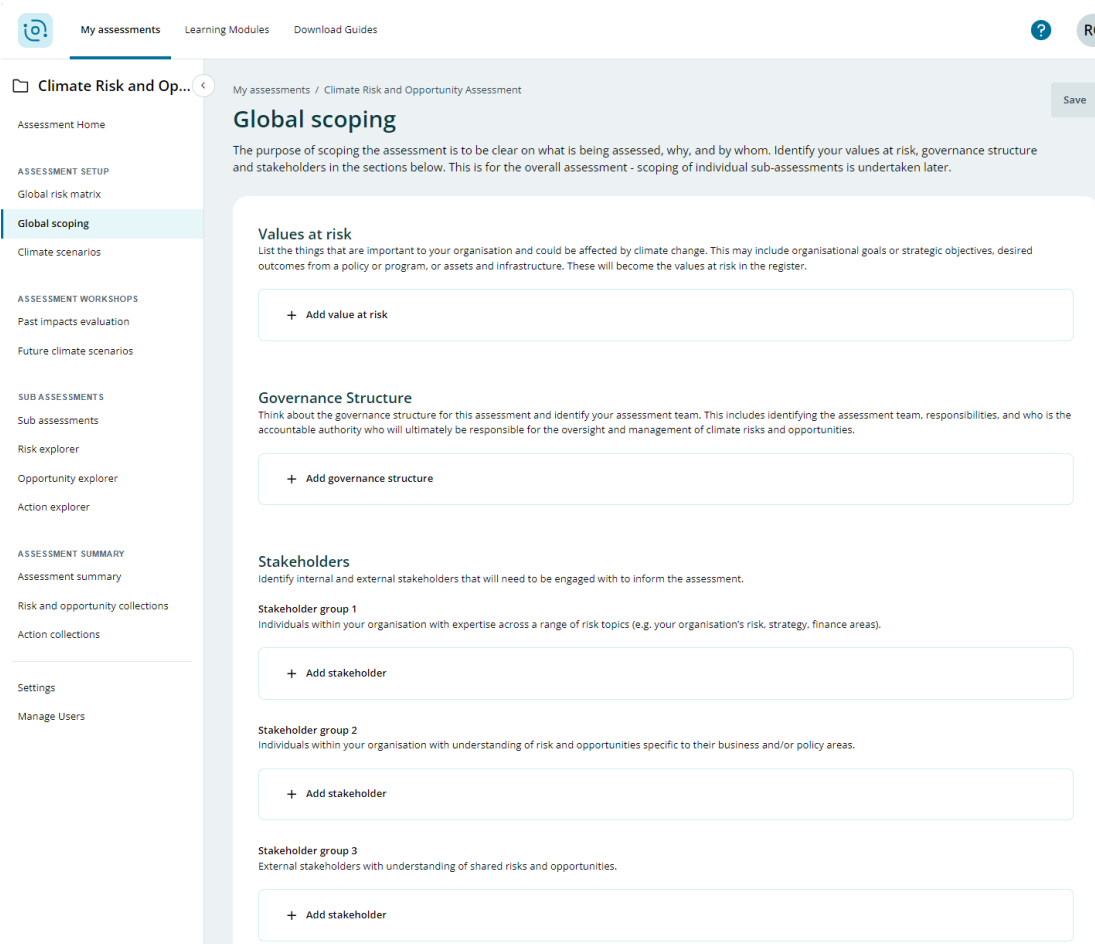 My assessments
Learning Modules
Download Guides
?
Climate Risk and Op...
Assessment Home
ASSESSMENT SETUP
Global risk matrix
Global scoping
Climate scenarios
ASSESSMENT WORKSHOPS
Past impacts evaluation
Future climate scenarios
SUB ASSESSMENTS
Sub assessments
Risk explorer
Opportunity explorer
Action explorer
ASSESSMENT SUMMARY
Assessment summary
Risk and opportunity collections
Action collections
Settings
Manage Users
My assessments / Climate Risk and Opportunity Assessment
Save
Global scoping
The purpose of scoping the assessment is to be clear on what is being assessed, why, and by whom. Identify your values at risk, governance structure
and stakeholders in the sections below. This is for the overall assessment - scoping of individual sub-assessments is undertaken later.
Values at risk
List the things that are important to your organisation and could be affected by climate change. This may include organisational goals or strategic objectives, desired
outcomes from a policy or program, or assets and infrastructure. These will become the values at risk in the register.
+ Add value at risk
Governance Structure
Think about the governance structure for this assessment and identify your assessment team. This includes identifying the assessment team, responsibilities, and who is the
accountable authority who will ultimately be responsible for the oversight and management of climate risks and opportunities.
+ Add governance structure
Stakeholders
Identify internal and external stakeholders that will need to be engaged with to inform the assessment.
Stakeholder group 1
Individuals within your organisation with expertise across a range of risk topics (e.g. your organisation's risk, strategy, finance areas).
+ Add stakeholder
Stakeholder group 2
Individuals within your organisation with understanding of risk and opportunities specific to their business and/or policy areas.
+ Add stakeholder
Stakeholder group 3
External stakeholders with understanding of shared risks and opportunities.
+ Add stakeholder